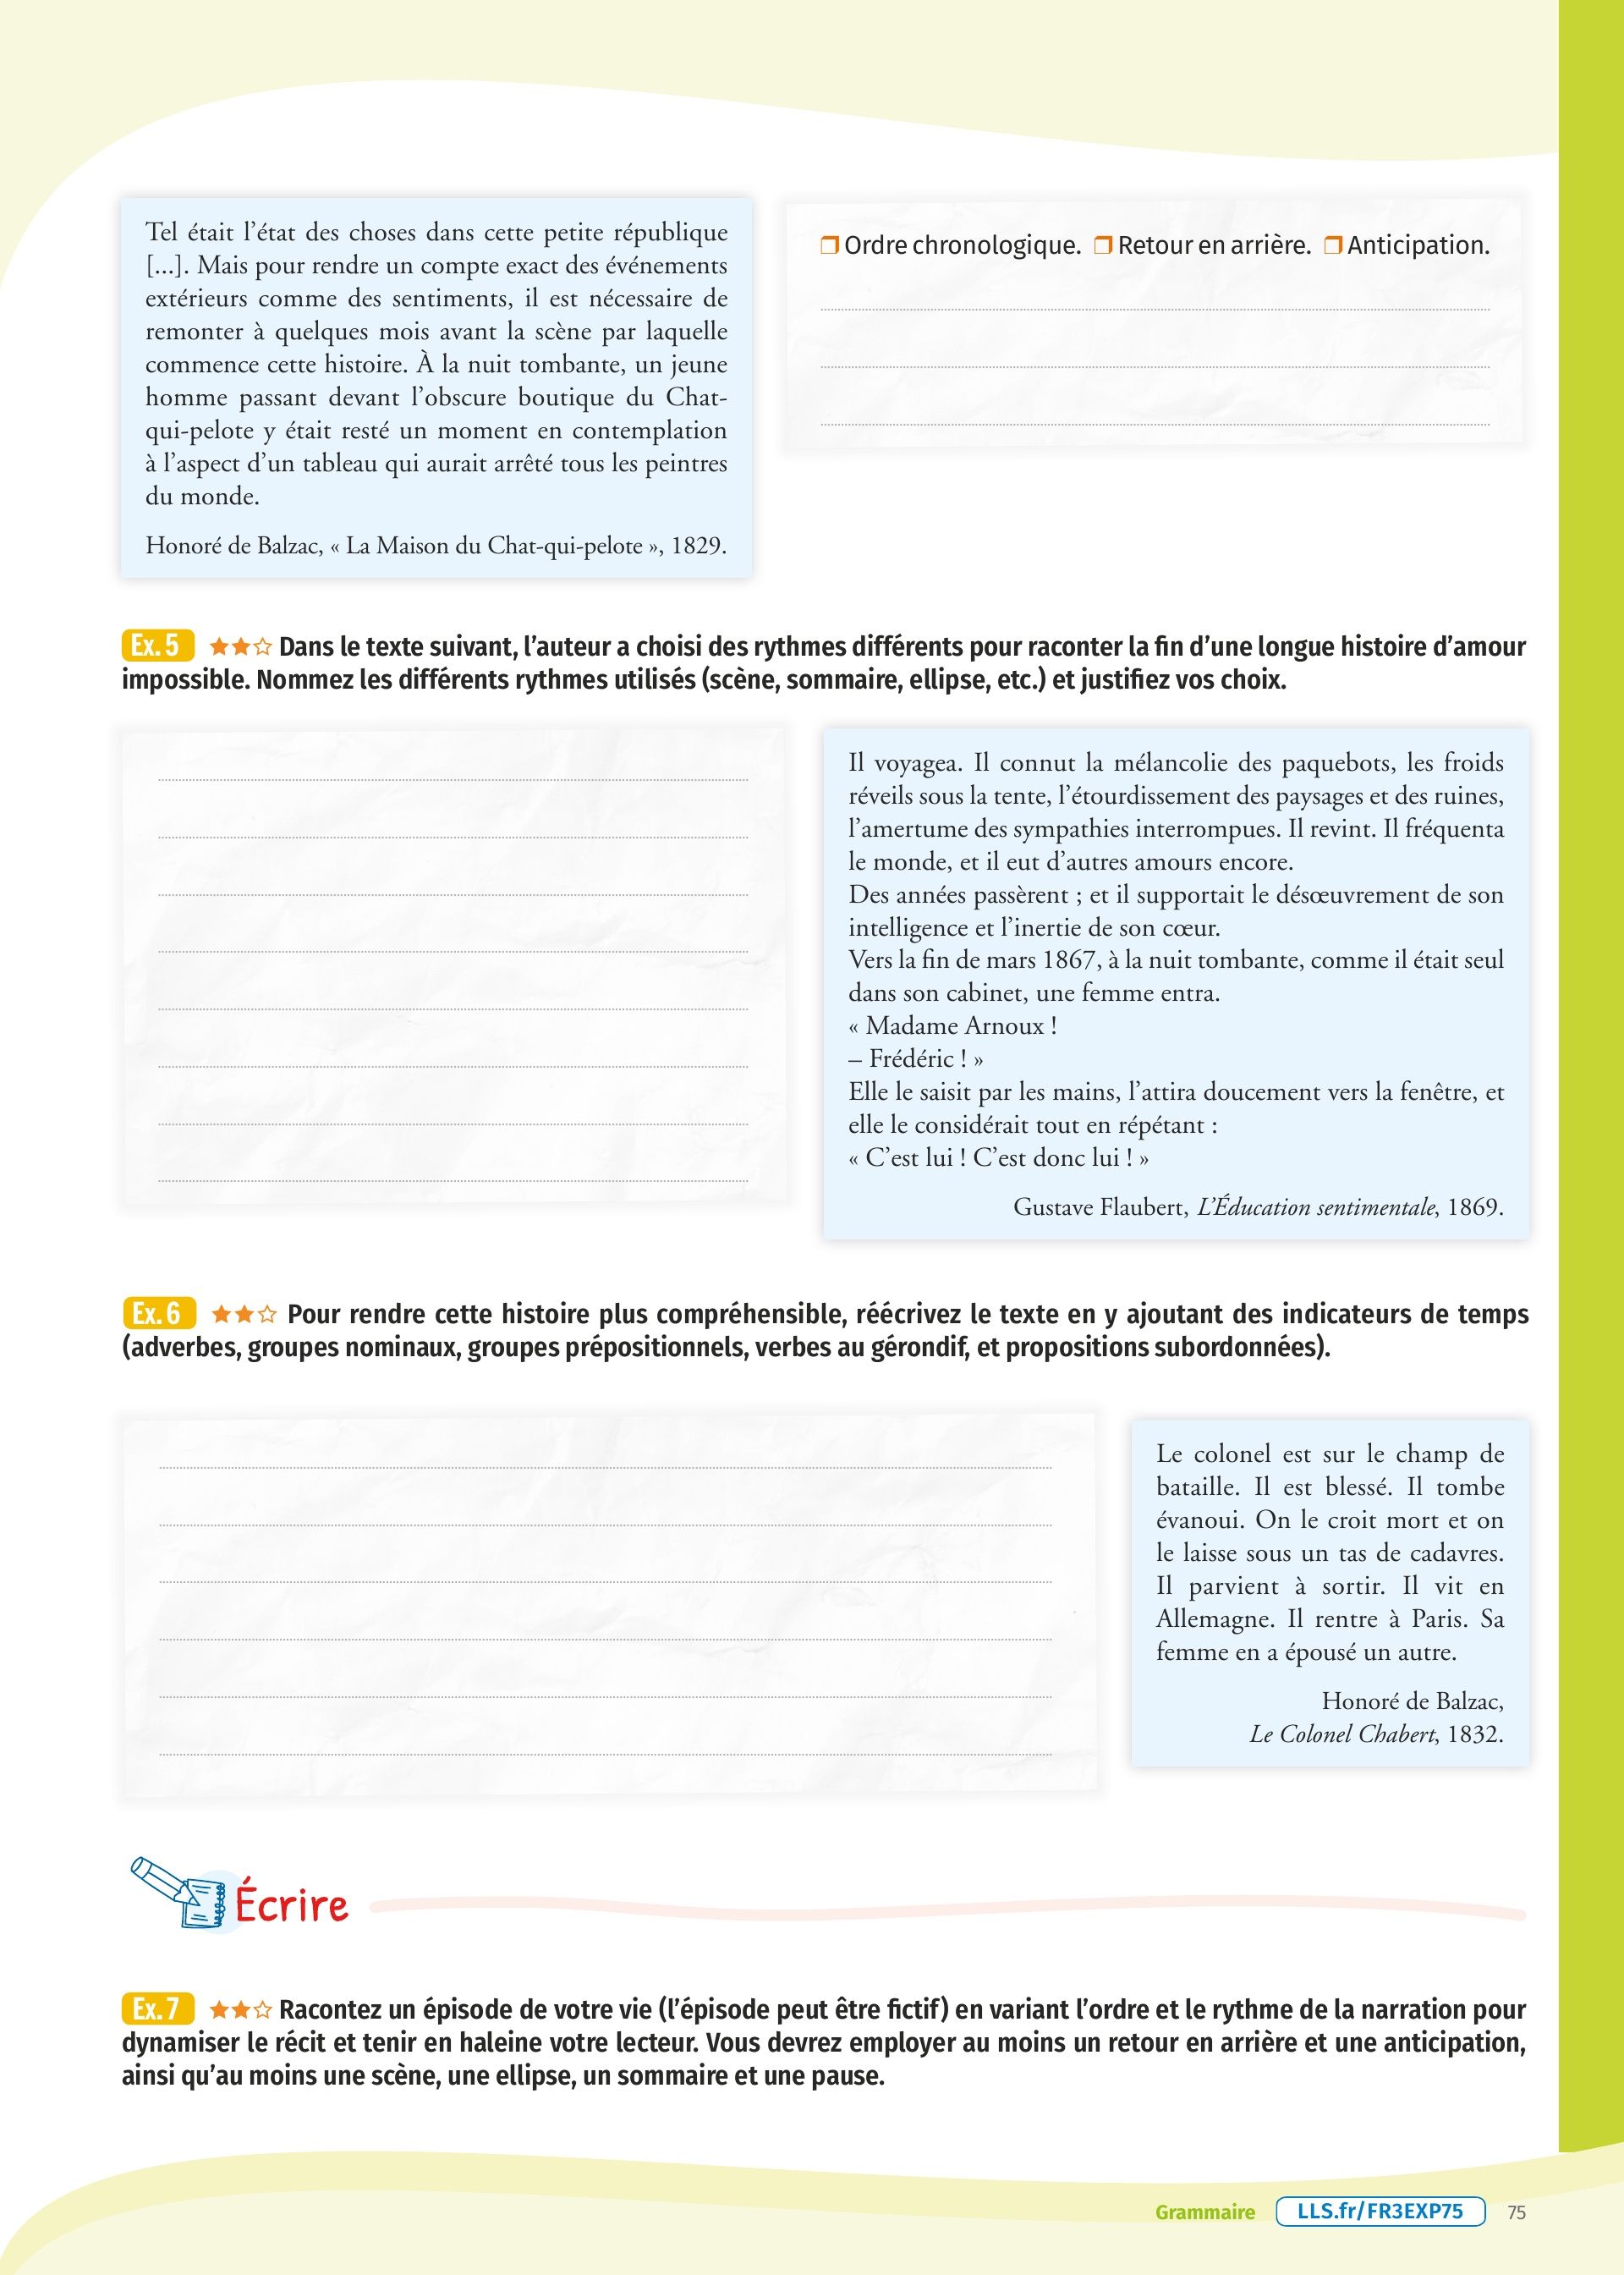 Tel était l’état des choses dans cette petite république
[...]. Mais pour rendre un compte exact des événements
extérieurs comme des sentiments, il est nécessaire de
remonter à quelques mois avant la scène par laquelle
commence cette histoire. À la nuit tombante, un jeune
homme passant devant l’obscure boutique du Chat-
qui-pelote y était resté un moment en contemplation
à l’aspect d’un tableau qui aurait arrêté tous les peintres
du monde.
Honoré de Balzac, « La Maison du Chat-qui-pelote », 1829.
❒ Ordre chronologique. ❒ Retour en arrière. ❒ Anticipation.
Ex. 5 ★★☆ Dans le texte suivant, l’auteur a choisi des rythmes différents pour raconter la fin d’une longue histoire d’amour
impossible. Nommez les différents rythmes utilisés (scène, sommaire, ellipse, etc.) et justifiez vos choix.
Il voyagea. Il connut la mélancolie des paquebots, les froids
réveils sous la tente, l’étourdissement des paysages et des ruines,
l’amertume des sympathies interrompues. Il revint. Il fréquenta
le monde, et il eut d’autres amours encore.
Des années passèrent ; et il supportait le désœuvrement de son
intelligence et l’inertie de son cœur.
Vers la fin de mars 1867, à la nuit tombante, comme il était seul
dans son cabinet, une femme entra.
« Madame Arnoux !
– Frédéric ! »
Elle le saisit par les mains, l’attira doucement vers la fenêtre, et
elle le considérait tout en répétant :
« C’est lui ! C’est donc lui ! »
Gustave Flaubert, L’Éducation sentimentale, 1869.
Ex. 6 ★★☆ Pour rendre cette histoire plus compréhensible, réécrivez le texte en y ajoutant des indicateurs de temps
(adverbes, groupes nominaux, groupes prépositionnels, verbes au gérondif, et propositions subordonnées).
Le colonel est sur le champ de
bataille. Il est blessé. Il tombe
évanoui. On le croit mort et on
le laisse sous un tas de cadavres.
Il parvient à sortir. Il vit en
Allemagne. Il rentre à Paris. Sa
femme en a épousé un autre.
Honoré de Balzac,
Le Colonel Chabert, 1832.
Écrire
Ex. 7 ★★☆ Racontez un épisode de votre vie (l’épisode peut être fictif) en variant l’ordre et le rythme de la narration pour
dynamiser le récit et tenir en haleine votre lecteur. Vous devrez employer au moins un retour en arrière et une anticipation,
ainsi qu’au moins une scène, une ellipse, un sommaire et une pause.
Grammaire LLS.fr/FR3EXP75 75